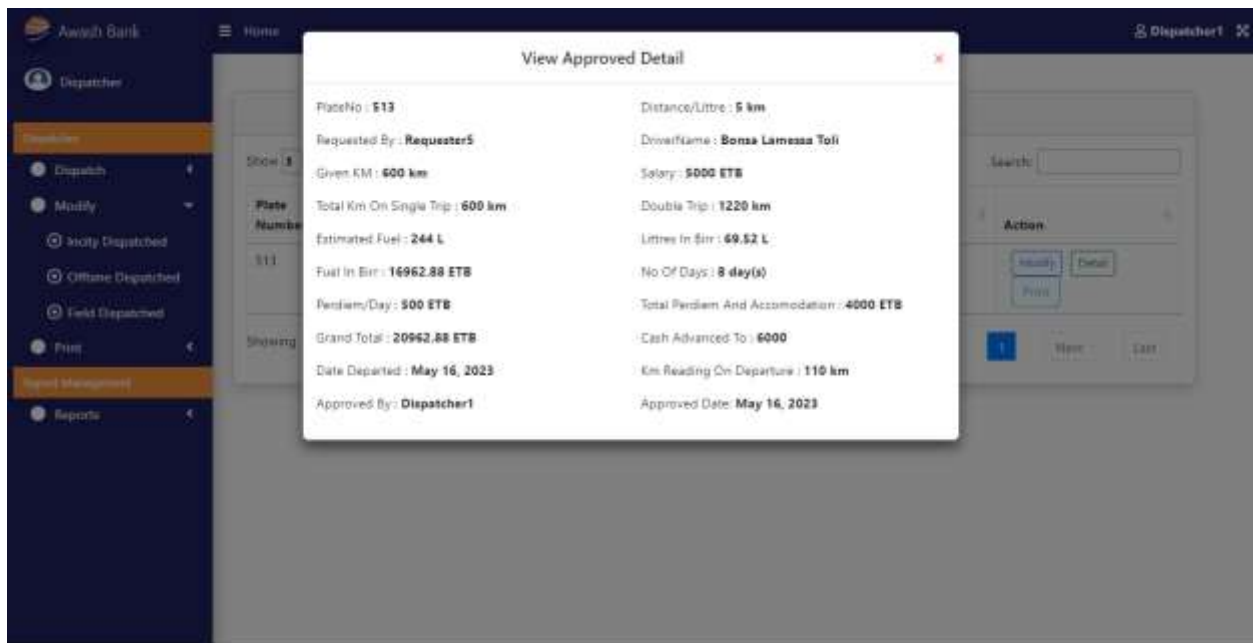 Awash Bank
Home
Dispatcher1
Dispatcher
Dispatcher
Dispatch
Modify
Incity Dispatched
Offtime Dispatched
Field Dispatched
Print
Report Management
Reports
View Approved Detail
PlateNo : 513
Distance/Littre : 5 km
Requested By : Requester5
DriverName : Bonsa Lamessa Toli
Given KM : 600 km
Salary : 5000 ETB
Total Km On Single Trip : 600 km
Double Trip : 1220 km
Estimated Fuel : 244 L
Littres In Birr : 69.52 L
Fual In Birr : 16962.88 ETB
No Of Days : 8 day(s)
Perdiem/Day : 500 ETB
Total Perdiem And Accomodation : 4000 ETB
Grand Total : 20962.88 ETB
Cash Advanced To : 6000
Date Departed : May 16, 2023
Km Reading On Departure : 110 km
Approved By : Dispatcher1
Approved Date: May 16, 2023
Show
Search:
Plate
Action
513
Modify
Detail
Print
Showing
1
Next
Last